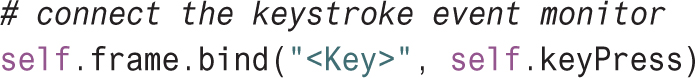 # connect the keystroke event monitor
self.frame.bind("<Key>", self.keyPress)